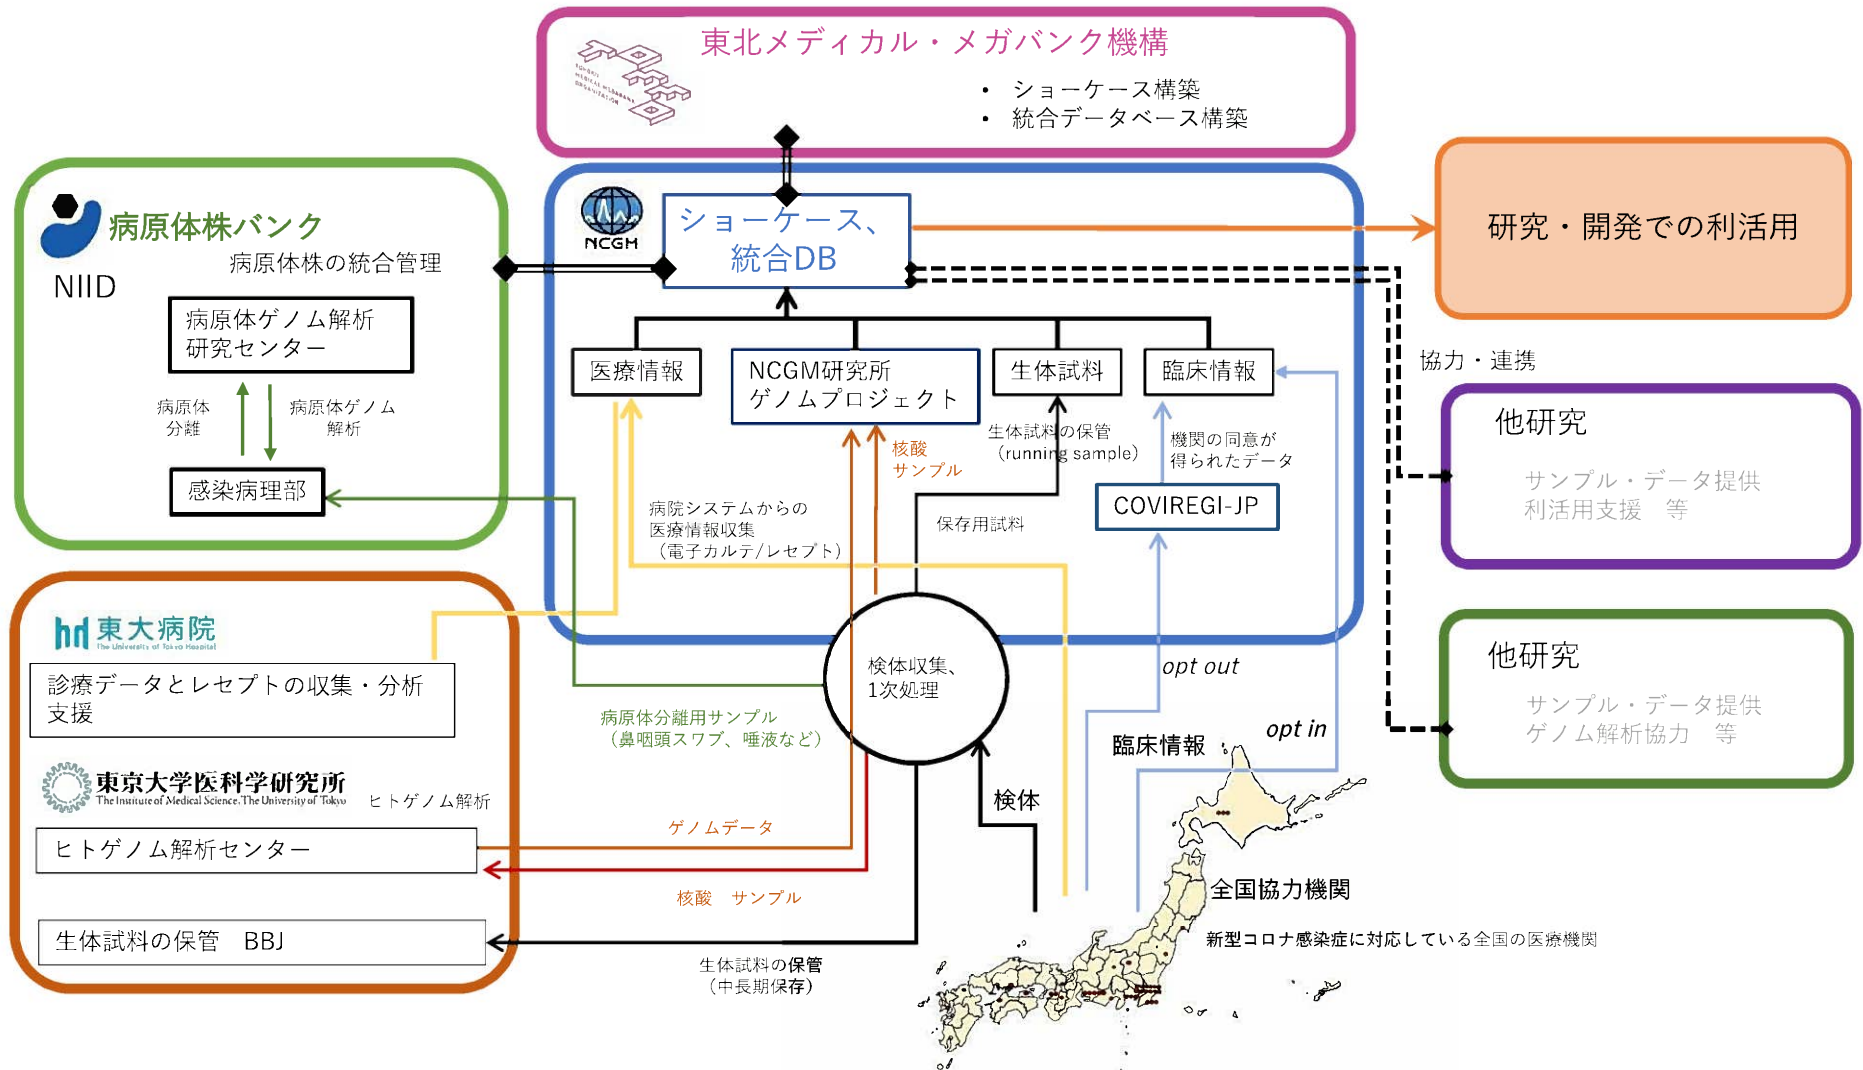 東北メディカル・メガバンク機構
TOHOKU
MEDICAL MEGABANK
ORGANIZATION
• ショーケース構築
• 統合データベース構築
NIID
病原体株バンク
病原体株の統合管理
病原体ゲノム解析
研究センター
病原体
分離
病原体ゲノム
解析
感染病理部
NCGM
ショーケース、
統合DB
医療情報
NCGM研究所
ゲノムプロジェクト
生体試料
臨床情報
核酸
サンプル
生体試料の保管
（running sample）
機関の同意が
得られたデータ
COVIREGI-JP
病院システムからの
医療情報収集
（電子カルテ/レセプト）
保存用試料
検体収集、
1次処理
opt out
opt in
研究・開発での利活用
協力・連携
他研究
サンプル・データ提供
利活用支援　等
他研究
サンプル・データ提供
ゲノム解析協力　等
東大病院
The University of Tokyo Hospital
診療データとレセプトの収集・分析
支援
東京大学医科学研究所
The Institute of Medical Science, The University of Tokyo
ヒトゲノム解析
ヒトゲノム解析センター
生体試料の保管　BBJ
病原体分離用サンプル
（鼻咽頭スワブ、唾液など）
ゲノムデータ
核酸　サンプル
生体試料の保管
（中長期保存）
検体
臨床情報
全国協力機関
新型コロナ感染症に対応している全国の医療機関